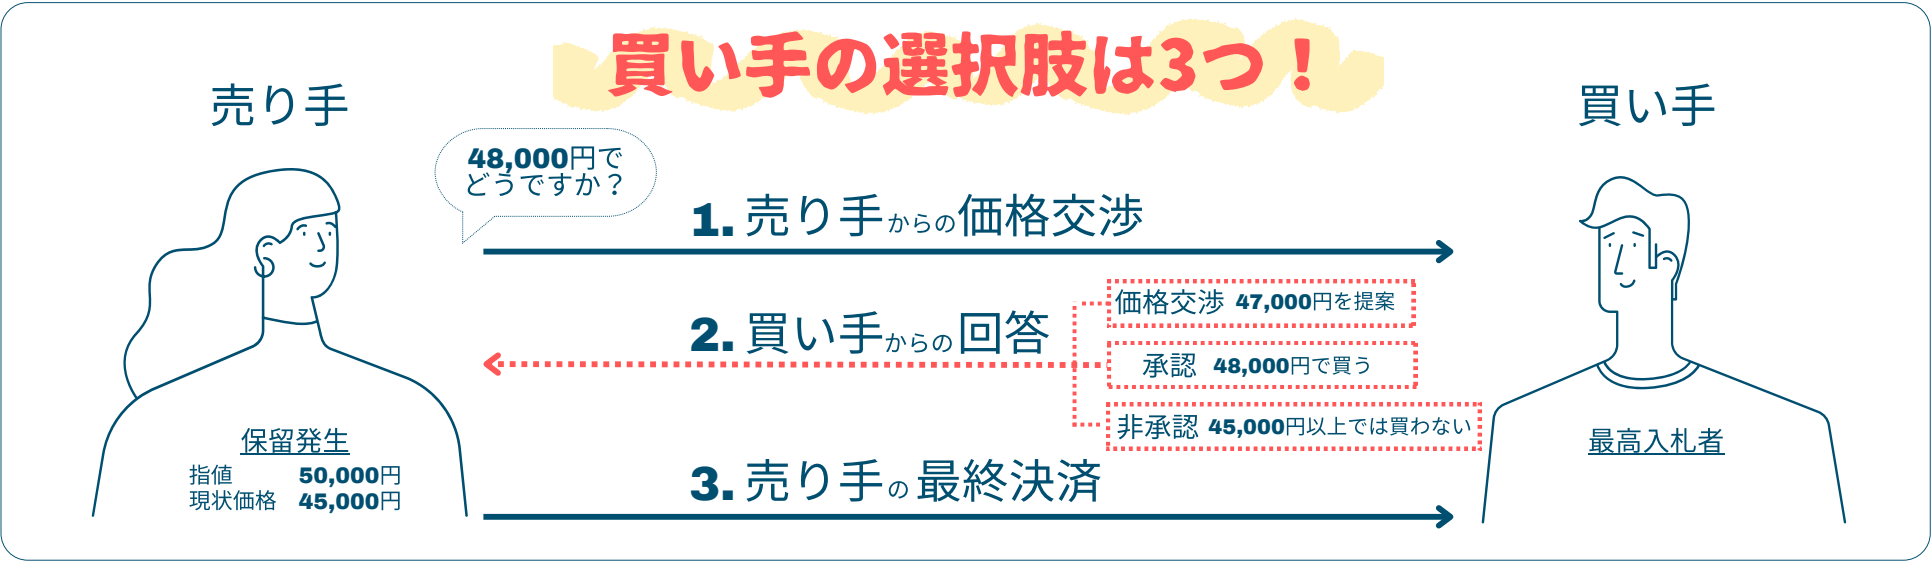 買い手の選択肢は3つ！
売り手
買い手
48,000円で
どうですか？
1. 売り手からの価格交渉
2. 買い手からの回答
価格交渉 47,000円を提案
承認 48,000円で買う
非承認 45,000円以上では買わない
3. 売り手の最終決済
保留発生
指値 50,000円
現状価格 45,000円
最高入札者